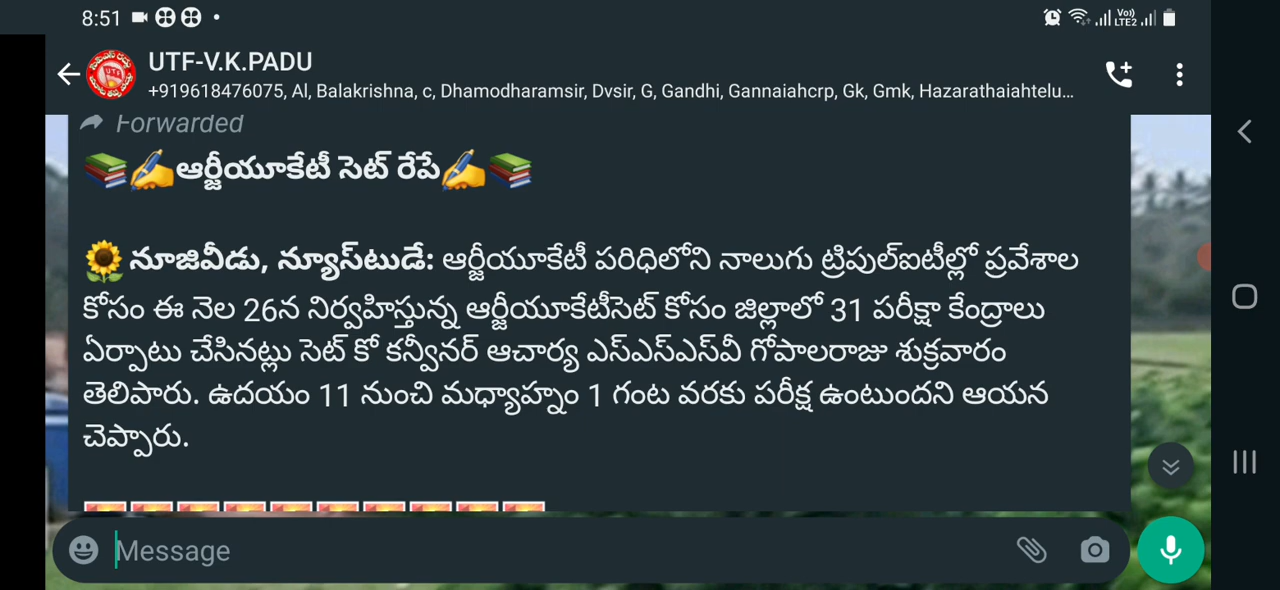 8:51
Vo))
LTE2
UTF-V.K.PADU
+919618476075, Al, Balakrishna, c, Dhamodharamsir, Dvsir, G, Gandhi, Gannaiahcrp, Gk, Gmk, Hazarathaiahtelu...
Forwarded
📚✍️ఆర్జీయూకేటీ సెట్ రేపే✍️📚
🌻నూజివీడు, న్యూస్‌టుడే: ఆర్జీయూకేటీ పరిధిలోని నాలుగు ట్రిపుల్‌ఐటీల్లో ప్రవేశాల
కోసం ఈ నెల 26న నిర్వహిస్తున్న ఆర్జీయూకేటీసెట్ కోసం జిల్లాలో 31 పరీక్షా కేంద్రాలు
ఏర్పాటు చేసినట్లు సెట్ కో కన్వీనర్ ఆచార్య ఎస్ఎస్ఎస్‌వీ గోపాలరాజు శుక్రవారం
తెలిపారు. ఉదయం 11 నుంచి మధ్యాహ్నం 1 గంట వరకు పరీక్ష ఉంటుందని ఆయన
చెప్పారు.
Message